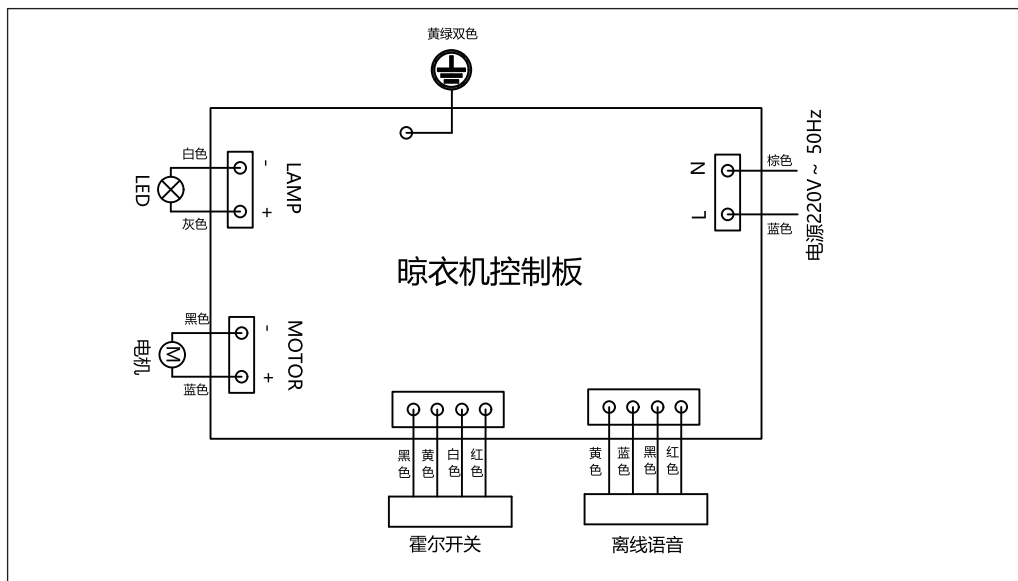 黄绿双色
白色
-
LAMP
LED
+
灰色
N
棕色
L
蓝色
电源220V ~ 50Hz
晾衣机控制板
黑色
-
MOTOR
电机
M
+
蓝色
黑色
黄色
白色
红色
霍尔开关
黄色
蓝色
黑色
红色
离线语音